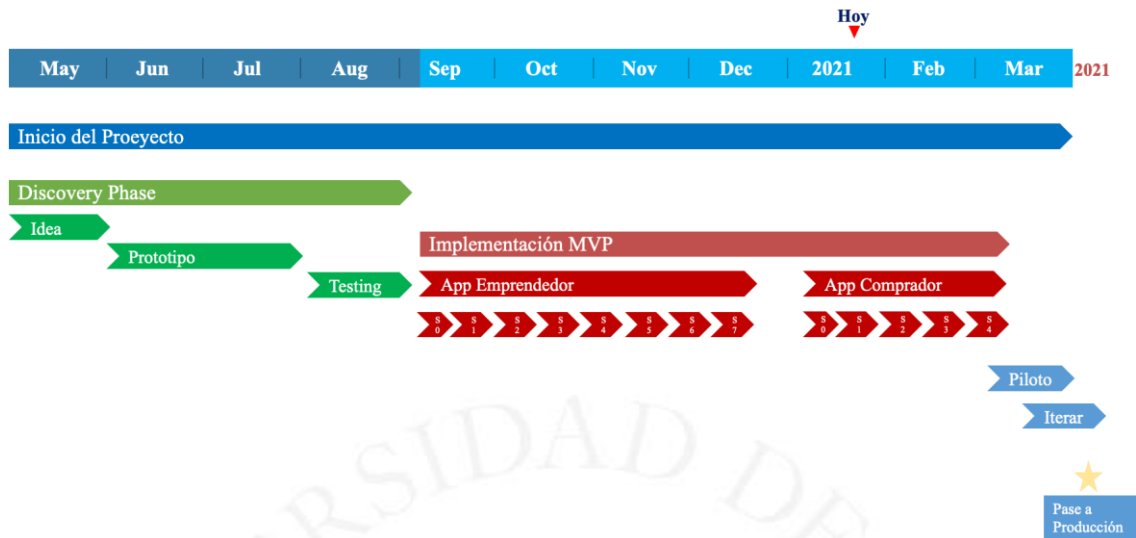 Hoy
May Jun Jul Aug Sep Oct Nov Dec 2021 Feb Mar 2021
Inicio del Proeyecto
Discovery Phase
Idea
Prototipo
Implementación MVP
Testing
App Emprendedor
App Comprador
S0 S1 S2 S3 S4 S5 S6 S7
S0 S1 S2 S3 S4
Piloto
Iterar
Pase a
Producción
RSIDAD DE